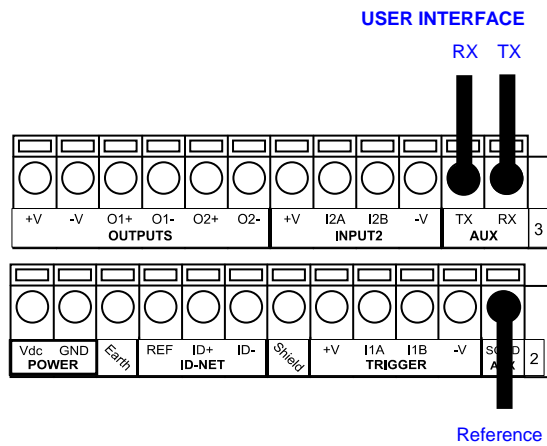 USER INTERFACE
RX TX
+V -V O1+ O1- O2+ O2- +V I2A I2B -V TX RX
OUTPUTS INPUT2 AUX 3
Vdc GND Earth REF ID+ ID- Shield +V I1A I1B -V
POWER ID-NET TRIGGER 2
Reference